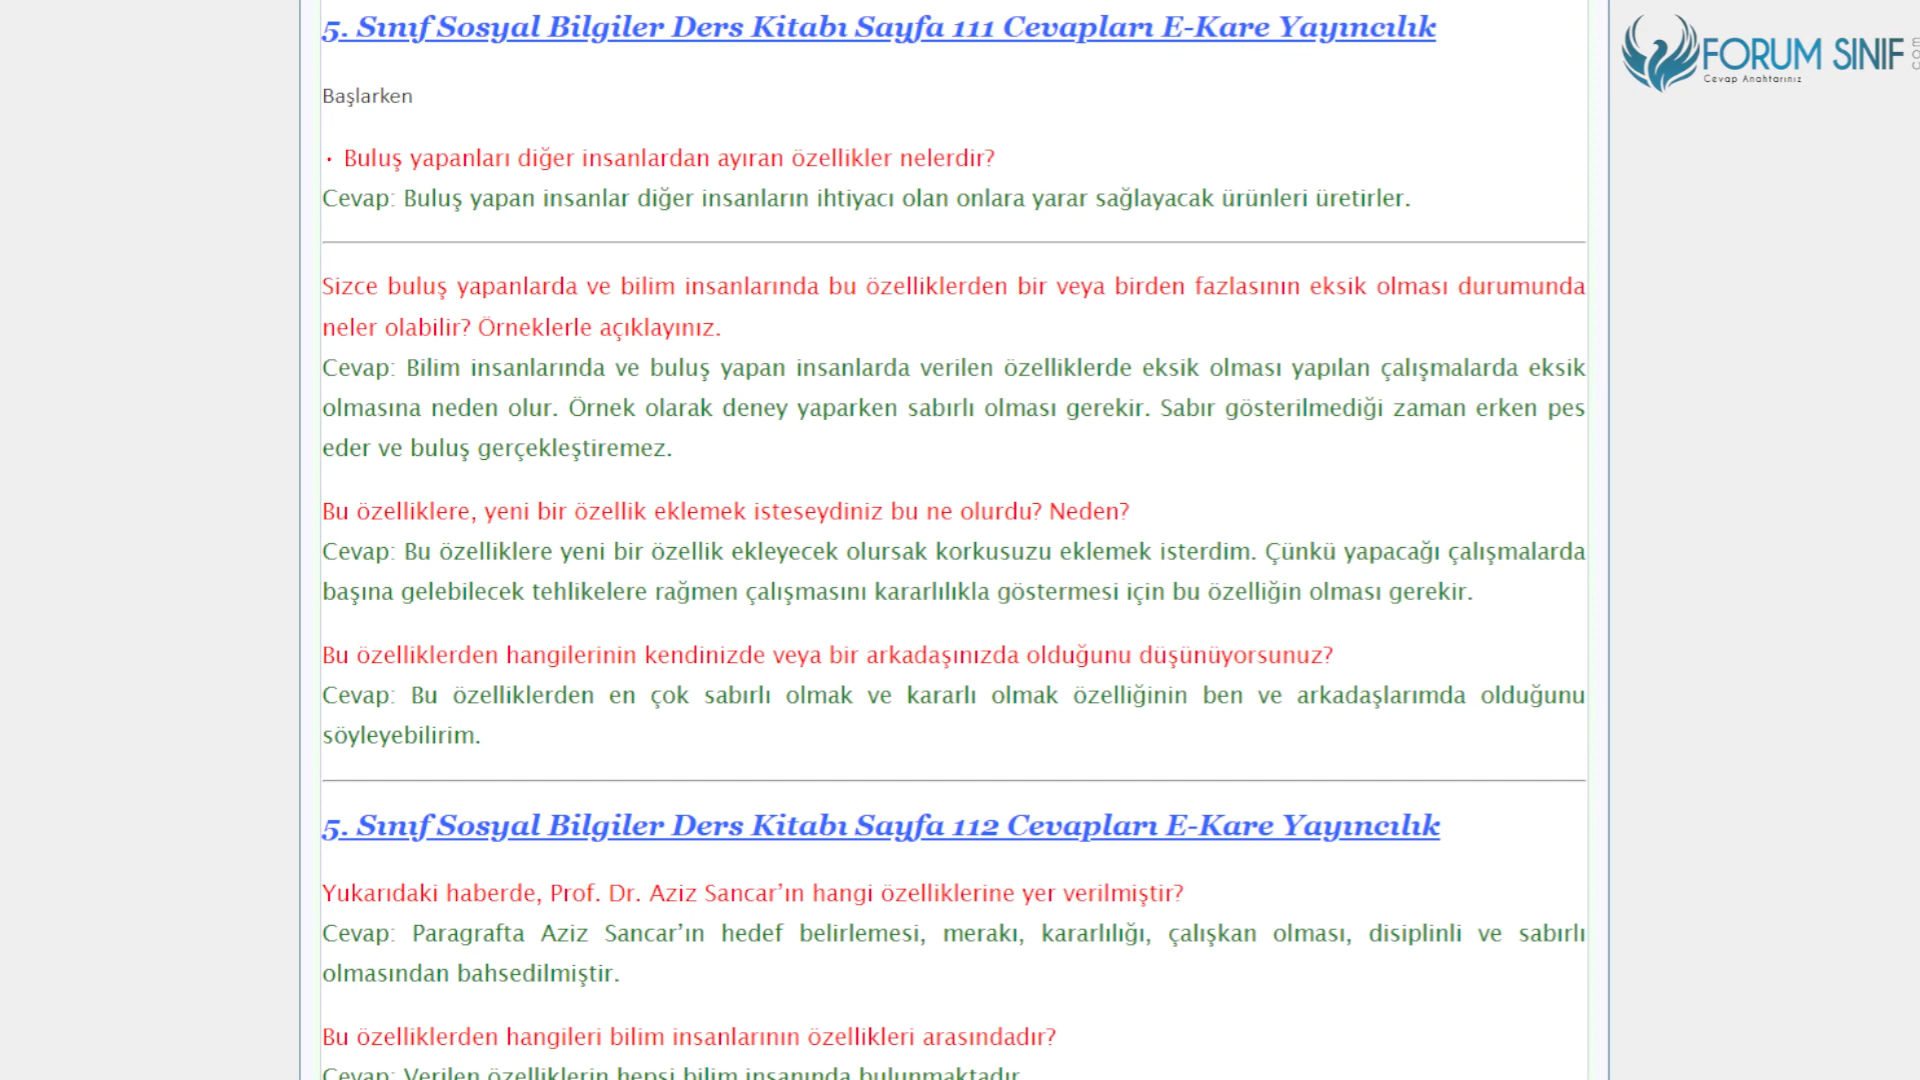 5. Sınıf Sosyal Bilgiler Ders Kitabı Sayfa 111 Cevapları E-Kare Yayıncılık
FORUM SINIF
Cevap Anahtarınız
Başlarken
• Buluş yapanları diğer insanlardan ayıran özellikler nelerdir?
Cevap: Buluş yapan insanlar diğer insanların ihtiyacı olan onlara yarar sağlayacak ürünleri üretirler.
Sizce buluş yapanlarda ve bilim insanlarında bu özelliklerden bir veya birden fazlasının eksik olması durumunda
neler olabilir? Örneklerle açıklayınız.
Cevap: Bilim insanlarında ve buluş yapan insanlarda verilen özelliklerde eksik olması yapılan çalışmalarda eksik
olmasına neden olur. Örnek olarak deney yaparken sabırlı olması gerekir. Sabır gösterilmediği zaman erken pes
eder ve buluş gerçekleştiremez.
Bu özelliklere, yeni bir özellik eklemek isteseydiniz bu ne olurdu? Neden?
Cevap: Bu özelliklere yeni bir özellik ekleyecek olursak korkusuzu eklemek isterdim. Çünkü yapacağı çalışmalarda
başına gelebilecek tehlikelere rağmen çalışmasını kararlılıkla göstermesi için bu özelliğin olması gerekir.
Bu özelliklerden hangilerinin kendinizde veya bir arkadaşınızda olduğunu düşünüyorsunuz?
Cevap: Bu özelliklerden en çok sabırlı olmak ve kararlı olmak özelliğinin ben ve arkadaşlarımda olduğunu
söyleyebilirim.
5. Sınıf Sosyal Bilgiler Ders Kitabı Sayfa 112 Cevapları E-Kare Yayıncılık
Yukarıdaki haberde, Prof. Dr. Aziz Sancar’ın hangi özelliklerine yer verilmiştir?
Cevap: Paragrafta Aziz Sancar’ın hedef belirlemesi, merakı, kararlılığı, çalışkan olması, disiplinli ve sabırlı
olmasından bahsedilmiştir.
Bu özelliklerden hangileri bilim insanlarının özellikleri arasındadır?
Cevap: Verilen özelliklerin hepsi bilim insanında bulunmaktadır.